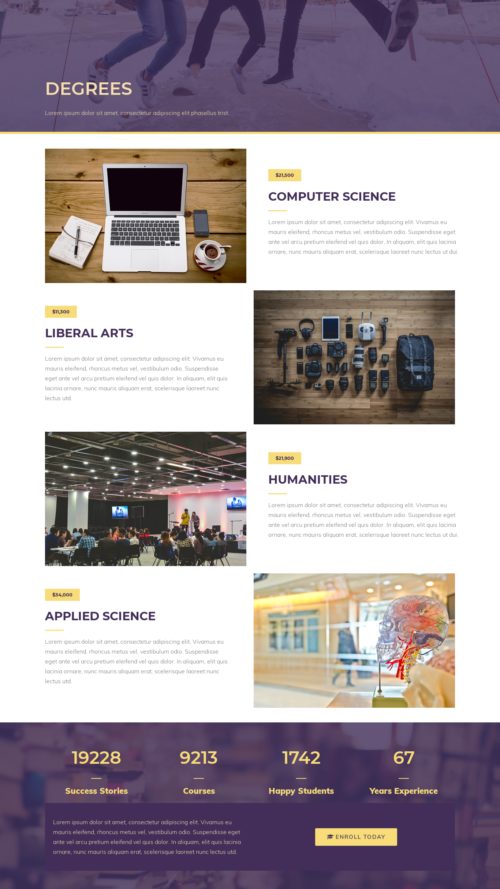 DEGREES
Lorem ipsum dolor sit amet, consectetur adipiscing elit phasellus trist.
$21,500
COMPUTER SCIENCE
Lorem ipsum dolor sit amet, consectetur adipiscing elit. Vivamus eu
mauris eleifend, rhoncus metus vel, vestibulum odio. Suspendisse eget
ante vel arcu pretium eleifend vel quis dolor. In aliquam, elit quis lacinia
ornare, nunc mauris aliquam erat, scelerisque iaculis quam lectus ut dui
$11,300
LIBERAL ARTS
Lorem ipsum dolor sit amet, consectetur adipiscing elit. Vivamus eu
mauris eleifend, rhoncus metus vel, vestibulum odio. Suspendisse
eget ante vel arcu pretium eleifend vel quis dolor. In aliquam, elit quis
lacinia ornare, nunc mauris aliquam erat, scelerisque iaculis quam
lectus utd
$21,900
HUMANITIES
Lorem ipsum dolor sit amet, consectetur adipiscing elit. Vivamus eu
mauris eleifend, rhoncus metus vel, vestibulum odio. Suspendisse eget
ante vel arcu pretium eleifend vel quis dolor. In aliquam, elit quis lacinia
ornare, nunc mauris aliquam erat, scelerisque iaculis quam lectus ut dui
$34,000
APPLIED SCIENCE
Lorem ipsum dolor sit amet, consectetur adipiscing elit. Vivamus eu
mauris eleifend, rhoncus metus vel, vestibulum odio. Suspendisse
eget ante vel arcu pretium eleifend vel quis dolor. In aliquam, elit quis
lacinia ornare, nunc mauris aliquam erat, scelerisque iaculis quam
lectus utd
19228
9213
1742
67
Success Stories
Courses
Happy Students
Years Experience
Lorem ipsum dolor sit amet, consectetur adipiscing elit. Vivamus eu
mauris eleifend, rhoncus metus vel, vestibulum odio. Suspendisse
eget ante vel arcu pretium eleifend vel quis dolor. In aliquam, elit quis
lacinia ornare, nunc mauris aliquam erat, scelerisque iaculis quam
lectus utd
ENROLL TODAY